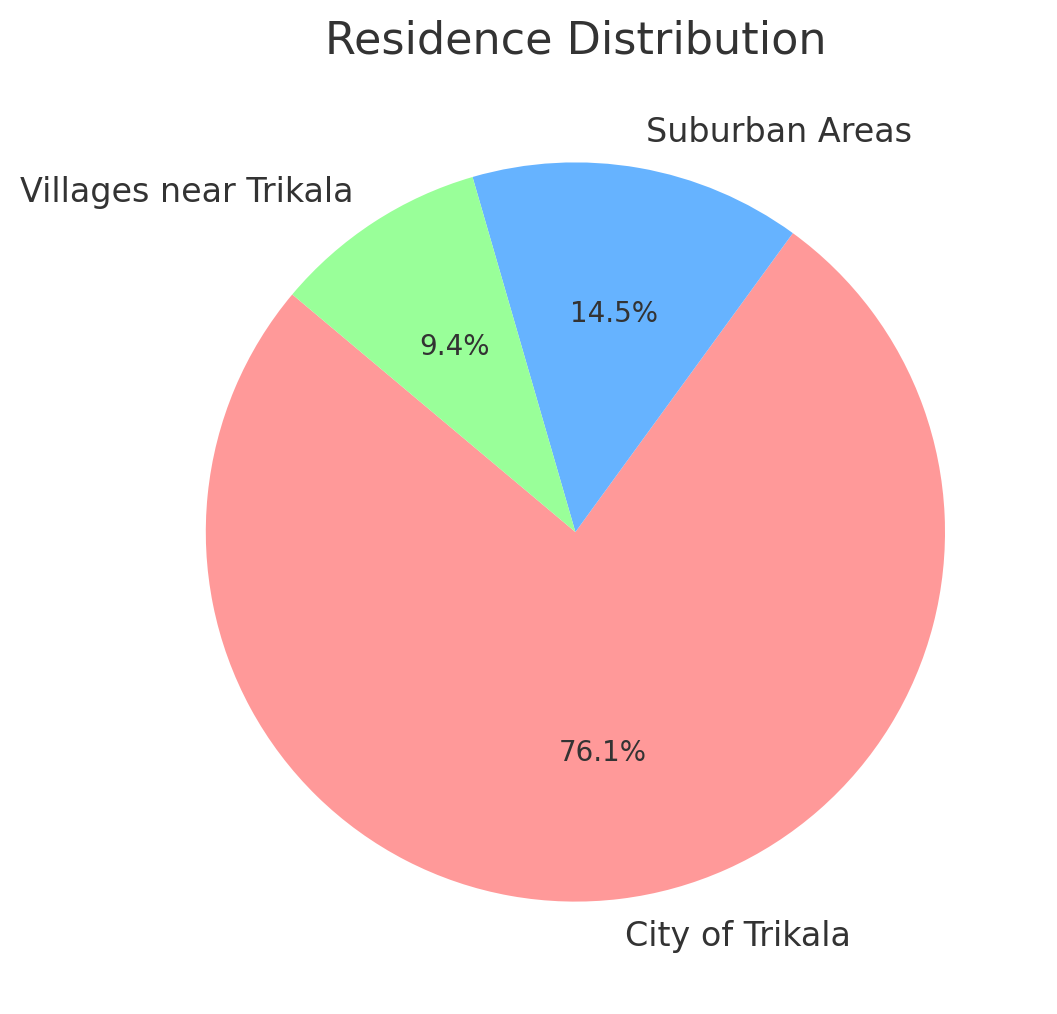 Residence Distribution
Suburban Areas
Villages near Trikala
14.5%
9.4%
76.1%
City of Trikala